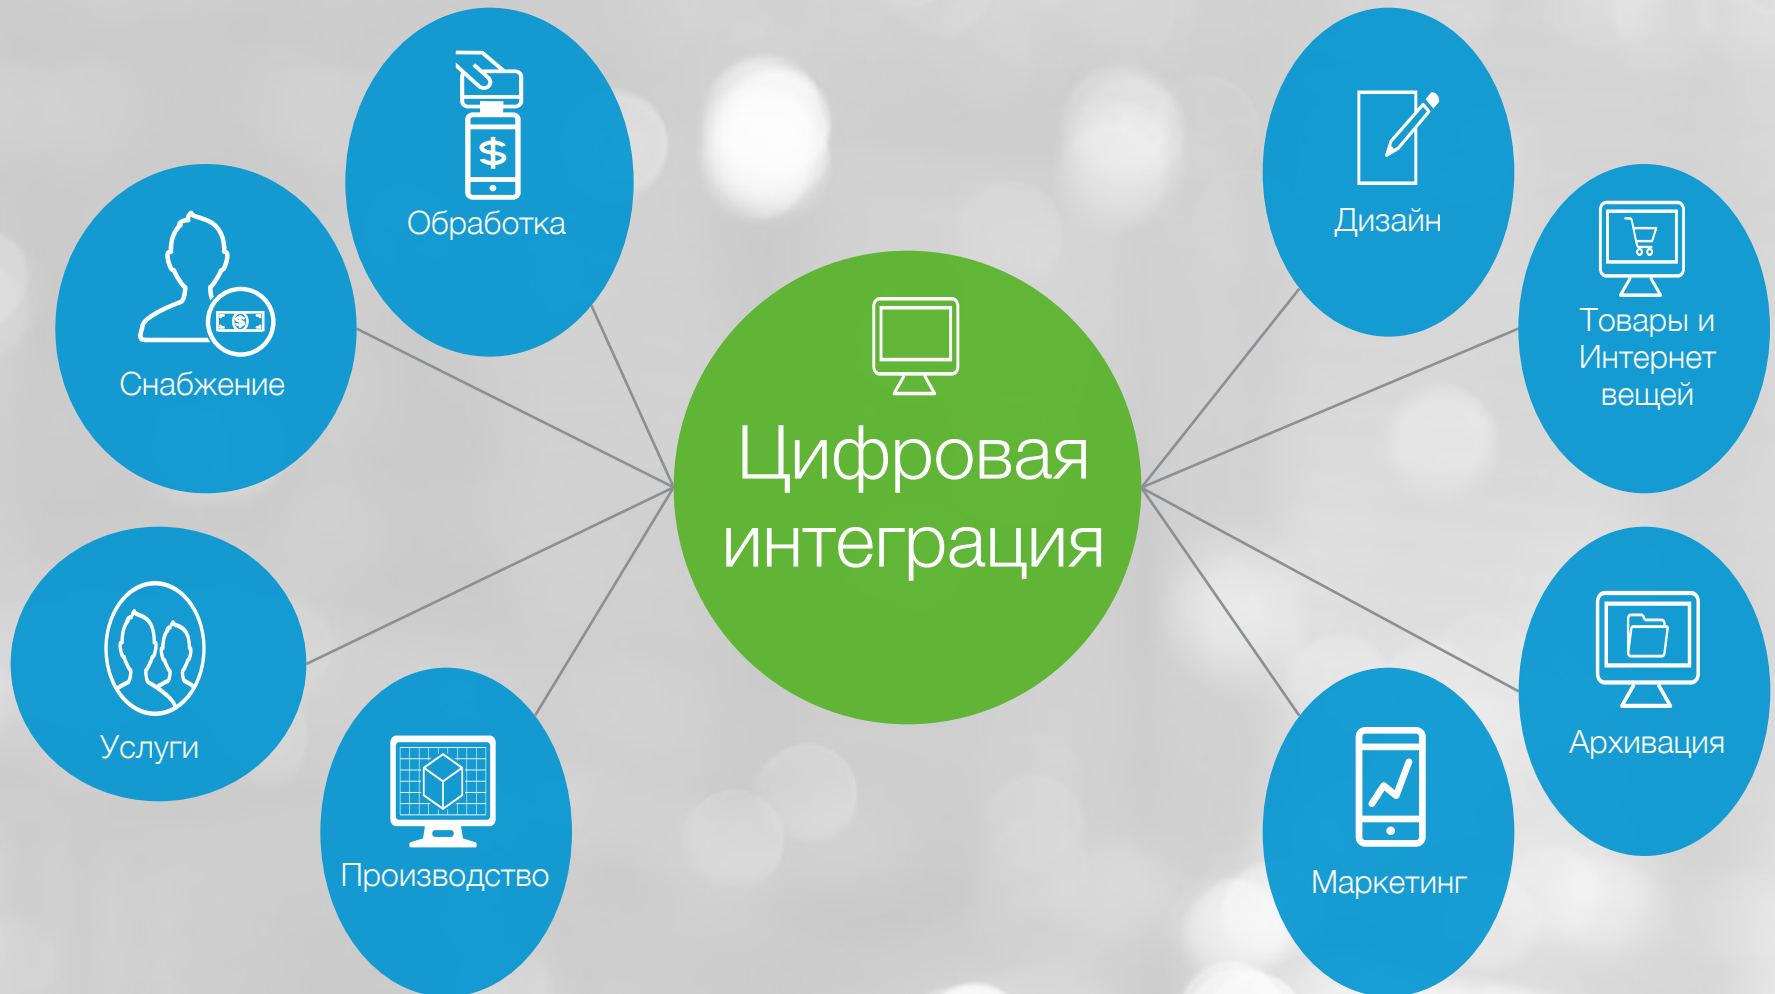 Обработка
Дизайн
Снабжение
Товары и
Интернет
вещей
Цифровая
интеграция
Услуги
Архивация
Производство
Маркетинг
$
$